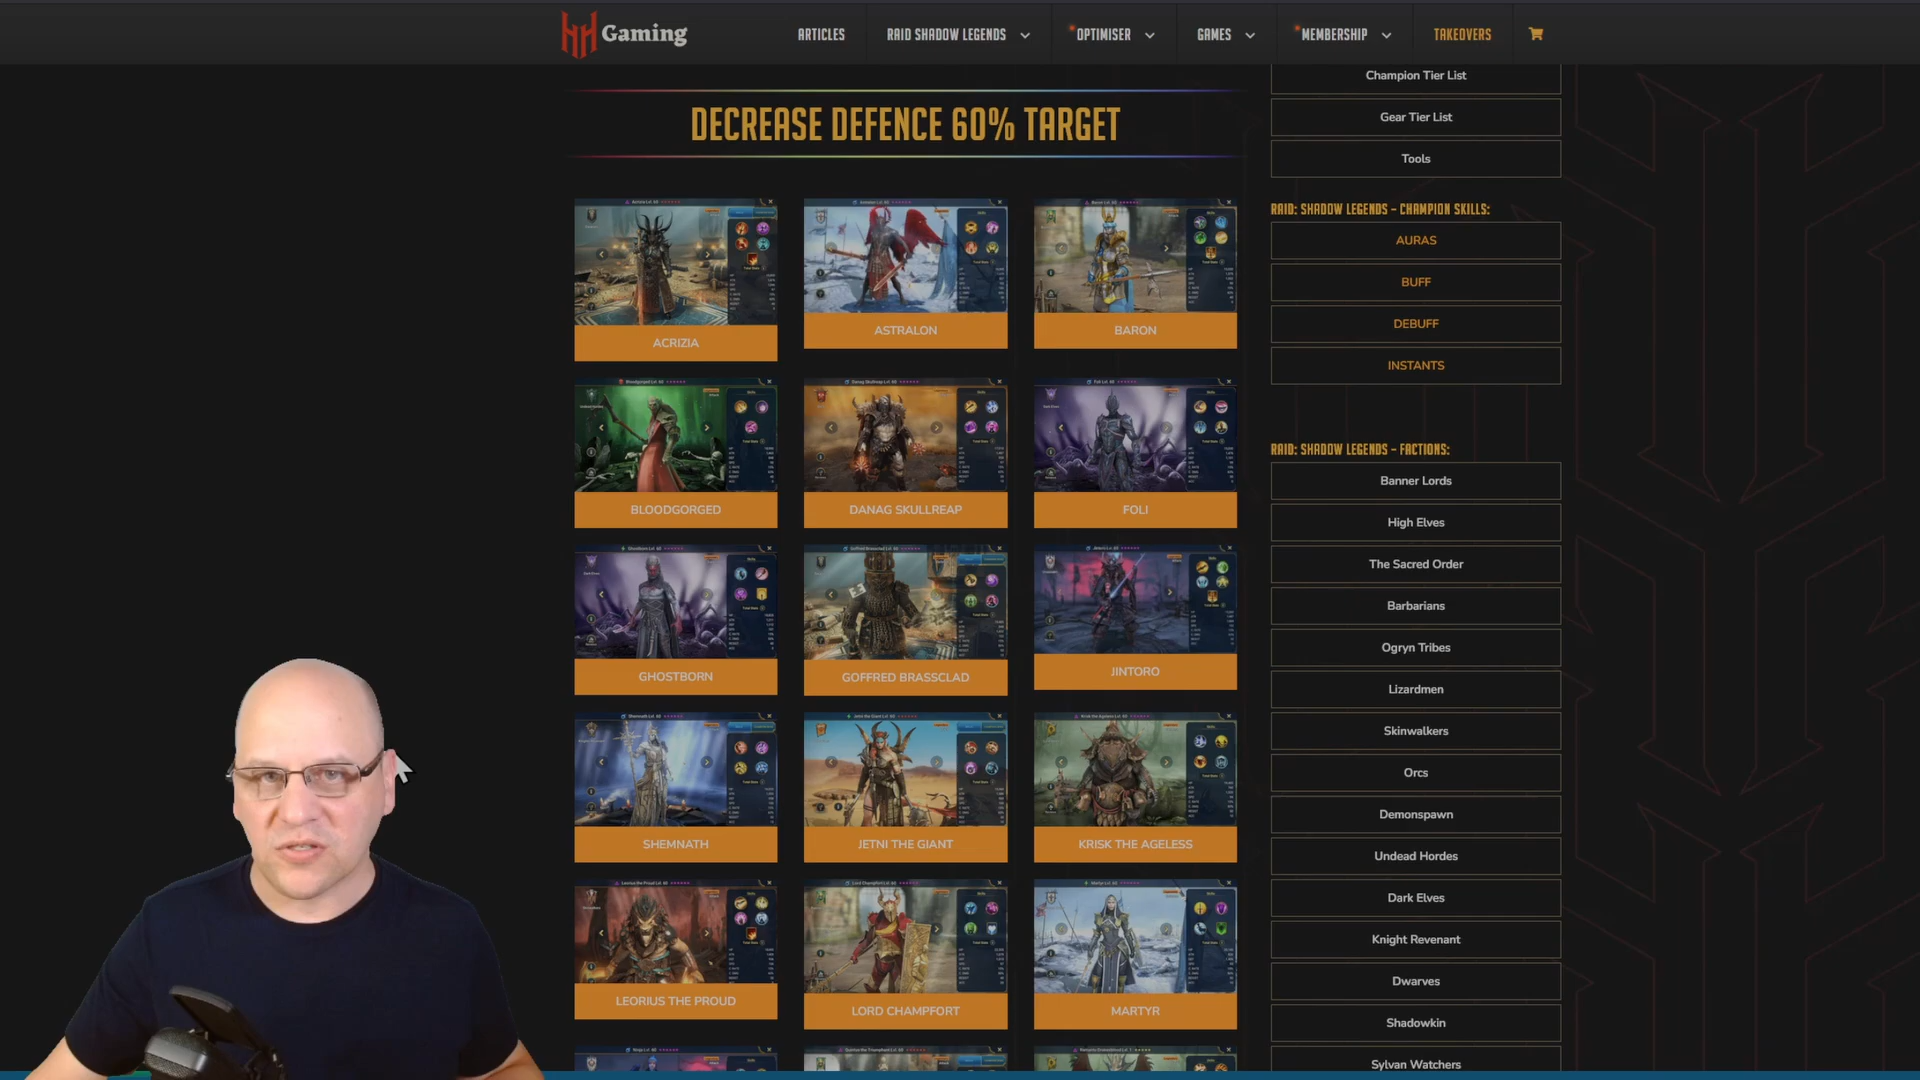 HH Gaming
ARTICLES
RAID SHADOW LEGENDS
OPTIMISER
GAMES
MEMBERSHIP
TAKEOVERS
DECREASE DEFENCE 60% TARGET
ACRIZIA
ASTRALON
BARON
BLOODGORGED
DANAG SKULLREAP
FOLI
GHOSTBORN
GOFFRED BRASSCLAD
JINTORO
SHEMNATH
JETNI THE GIANT
KRISK THE AGELESS
LEORIUS THE PROUD
LORD CHAMPFORT
MARTYR
Champion Tier List
Gear Tier List
Tools
RAID: SHADOW LEGENDS – CHAMPION SKILLS:
AURAS
BUFF
DEBUFF
INSTANTS
RAID: SHADOW LEGENDS – FACTIONS:
Banner Lords
High Elves
The Sacred Order
Barbarians
Ogryn Tribes
Lizardmen
Skinwalkers
Orcs
Demonspawn
Undead Hordes
Dark Elves
Knight Revenant
Dwarves
Shadowkin
Sylvan Watchers